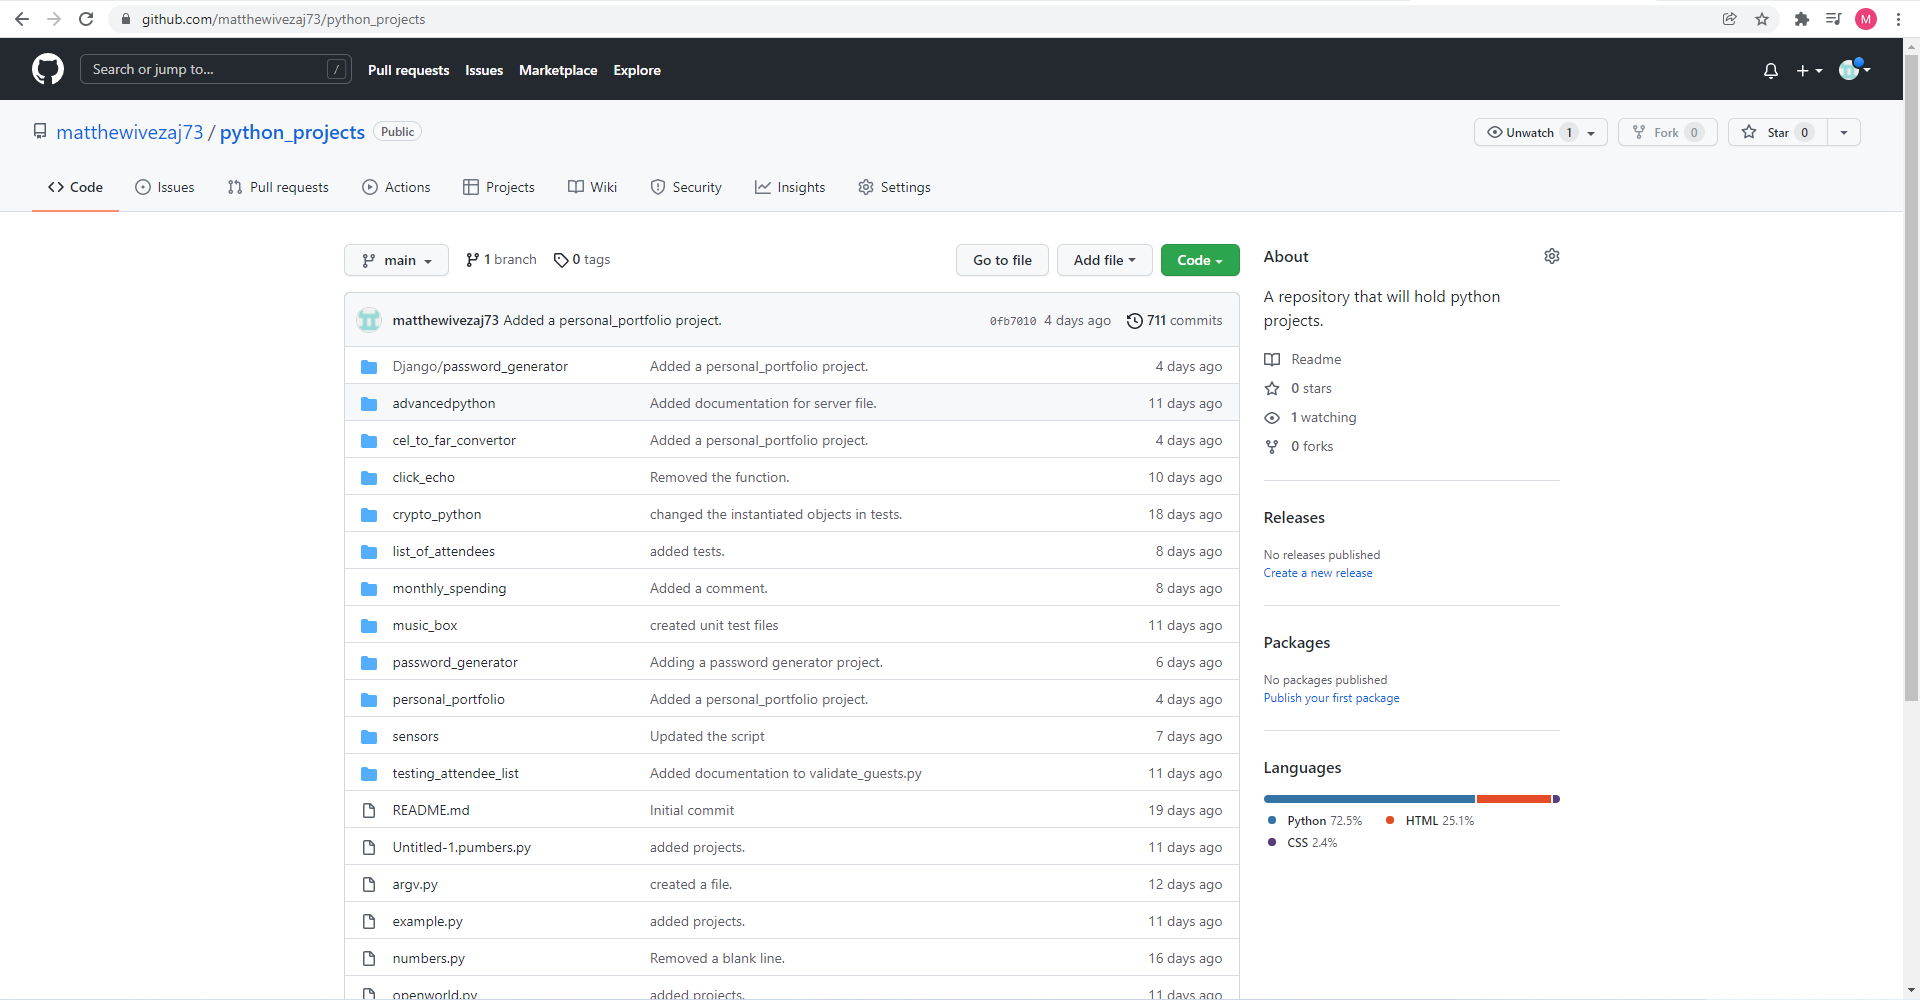 github.com/matthewivezaj73/python_projects
M
Search or jump to... /
Pull requests Issues Marketplace Explore
matthewivezaj73 / python_projects Public
Unwatch 1 Fork 0 Star 0
Code Issues Pull requests Actions Projects Wiki Security Insights Settings
main 1 branch 0 tags Go to file Add file Code
matthewivezaj73 Added a personal_portfolio project. 0fb7010 4 days ago 711 commits
Django/password_generator Added a personal_portfolio project. 4 days ago
advancedpython Added documentation for server file. 11 days ago
cel_to_far_convertor Added a personal_portfolio project. 4 days ago
click_echo Removed the function. 10 days ago
crypto_python changed the instantiated objects in tests. 18 days ago
list_of_attendees added tests. 8 days ago
monthly_spending Added a comment. 8 days ago
music_box created unit test files 11 days ago
password_generator Adding a password generator project. 6 days ago
personal_portfolio Added a personal_portfolio project. 4 days ago
sensors Updated the script 7 days ago
testing_attendee_list Added documentation to validate_guests.py 11 days ago
README.md Initial commit 19 days ago
Untitled-1.pumbers.py added projects. 11 days ago
argv.py created a file. 12 days ago
example.py added projects. 11 days ago
numbers.py Removed a blank line. 16 days ago
openworld.py added projects. 11 days ago
About
A repository that will hold python
projects.
Readme
0 stars
1 watching
0 forks
Releases
No releases published
Create a new release
Packages
No packages published
Publish your first package
Languages
Python 72.5% HTML 25.1%
CSS 2.4%